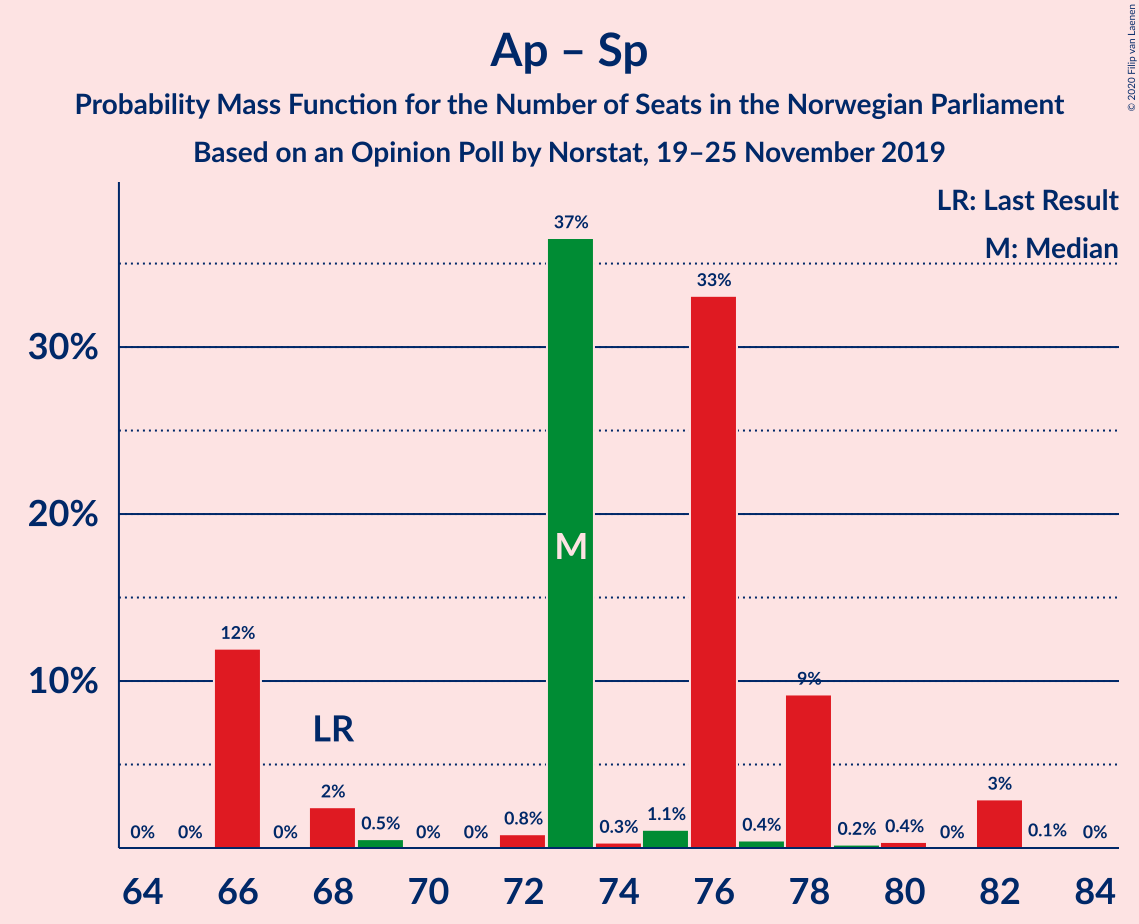 Ap – Sp
Probability Mass Function for the Number of Seats in the Norwegian Parliament
Based on an Opinion Poll by Norstat, 19–25 November 2019
© 2020 Filip van Laenen
LR: Last Result
M: Median
30%
20%
10%
0%
0%
12%
0%
2%
0.5%
0%
0%
0.8%
37%
0.3%
1.1%
33%
0.4%
9%
0.2%
0.4%
0%
3%
0.1%
0%
LR
M
64 66 68 70 72 74 76 78 80 82 84